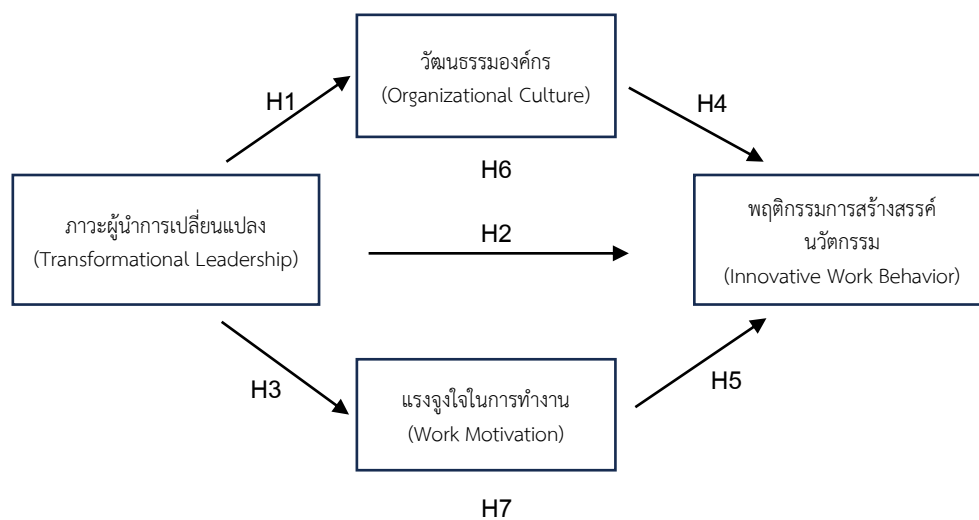 วัฒนธรรมองค์กร
(Organizational Culture)
H1
H4
H6
ภาวะผู้นำการเปลี่ยนแปลง
(Transformational Leadership)
H2
พฤติกรรมการสร้างสรรค์
นวัตกรรม
(Innovative Work Behavior)
H3
แรงจูงใจในการทำงาน
(Work Motivation)
H5
H7